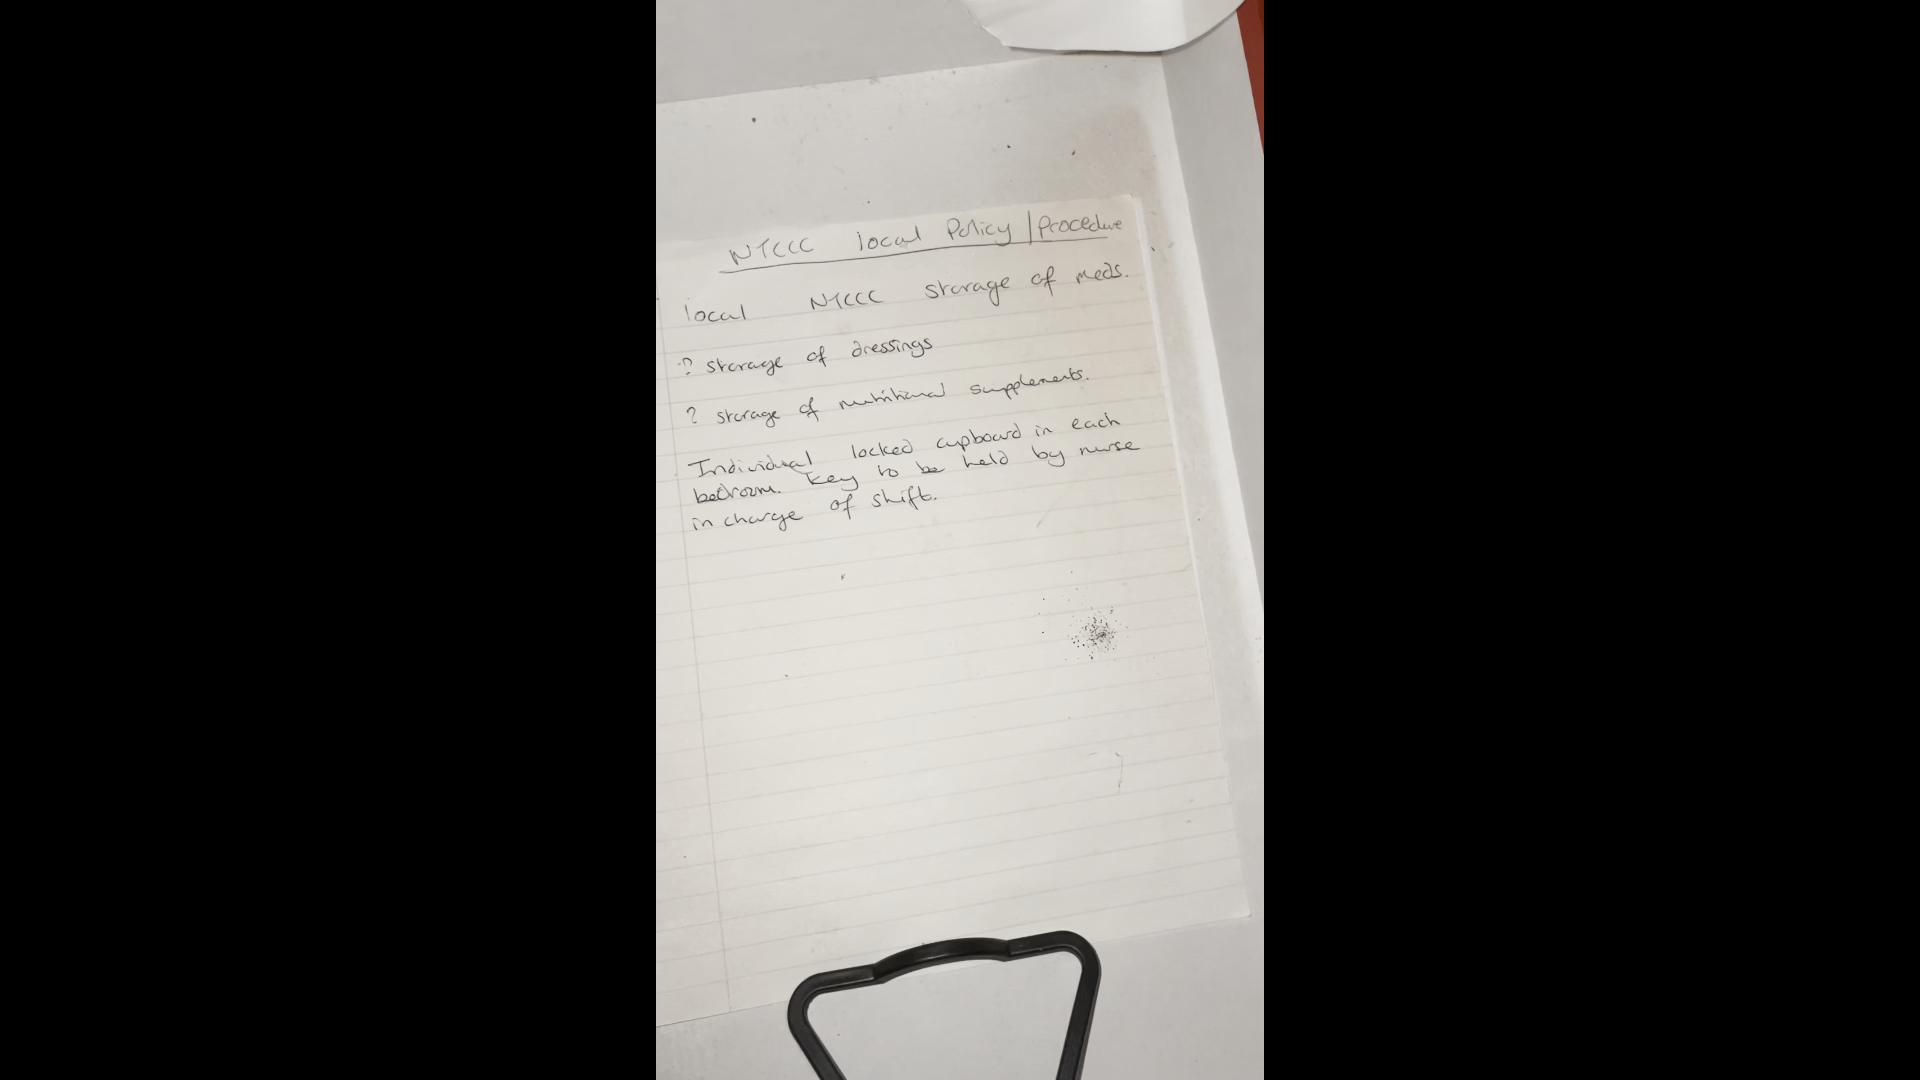 NTCCC local Policy / Procedure
local NTCCC storage of meds.
? storage of dressings
? storage of nutritional supplements.
Individual locked cupboard in each
bedroom. Key to be held by nurse
in charge of shift.